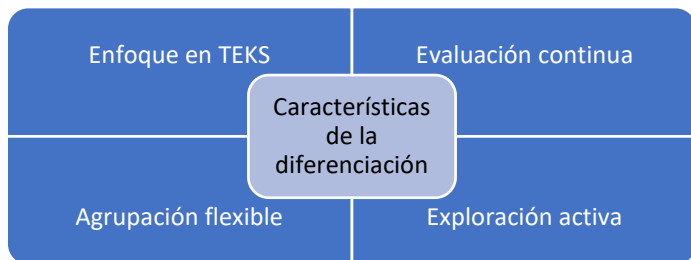 Enfoque en TEKS
Evaluación continua
Características
de la
diferenciación
Agrupación flexible
Exploración activa